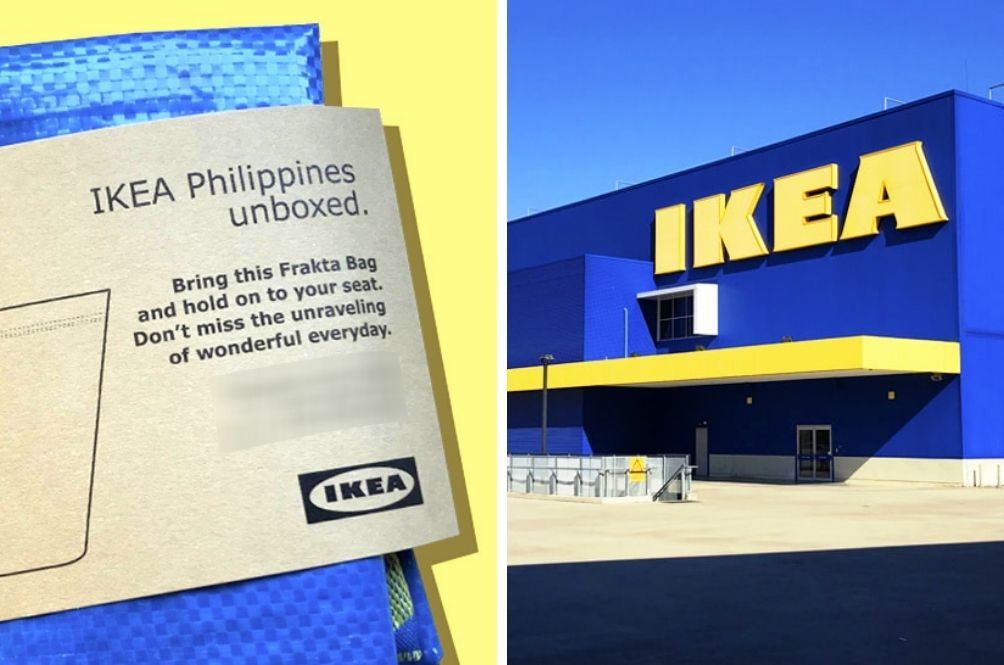 IKEA Philippines
unboxed.
Bring this Frakta Bag
and hold on to your seat.
Don't miss the unraveling
of wonderful everyday.
IKEA
IKEA